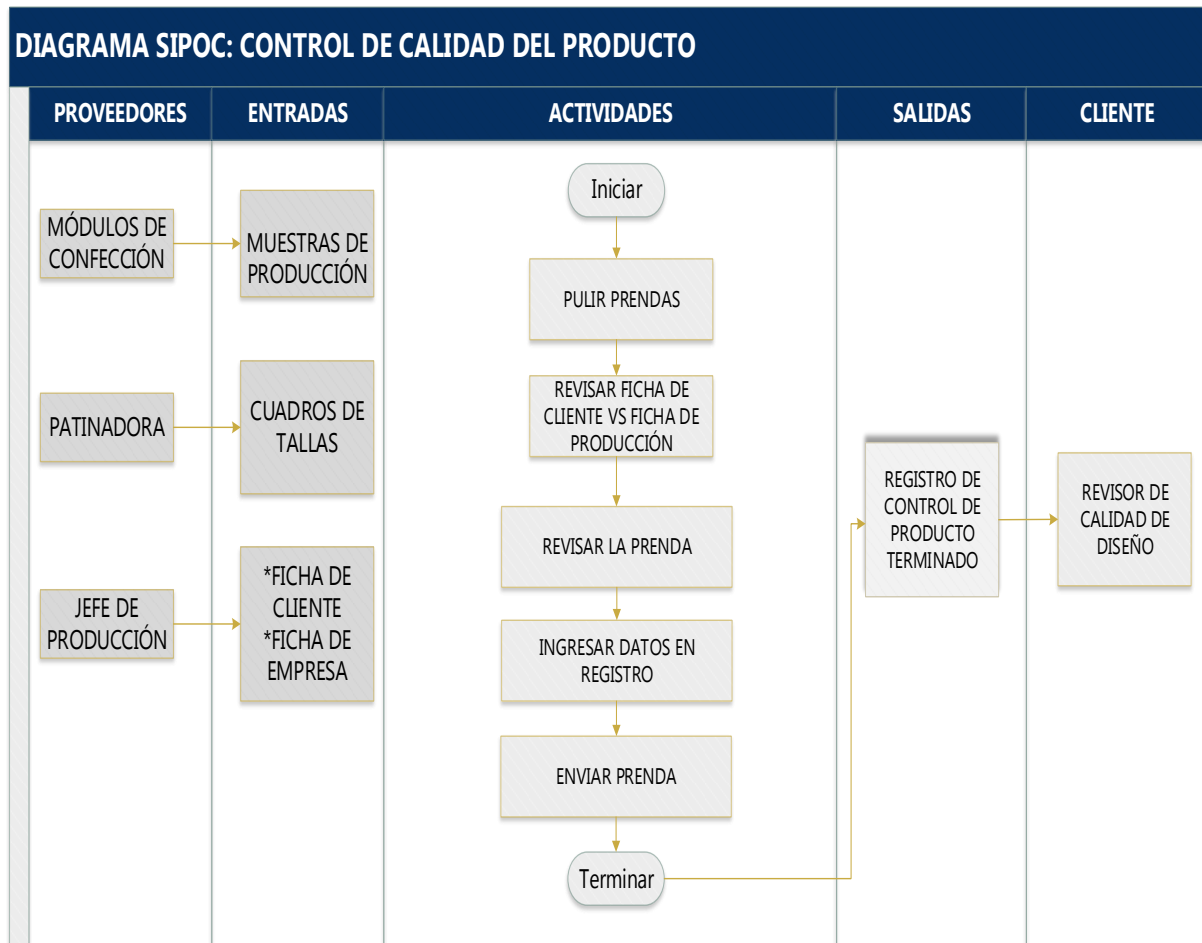 DIAGRAMA SIPOC: CONTROL DE CALIDAD DEL PRODUCTO
PROVEEDORES
ENTRADAS
ACTIVIDADES
SALIDAS
CLIENTE
MÓDULOS DE
CONFECCIÓN
PATINADORA
JEFE DE
PRODUCCIÓN
MUESTRAS DE
PRODUCCIÓN
CUADROS DE
TALLAS
*FICHA DE
CLIENTE
*FICHA DE
EMPRESA
Iniciar
PULIR PRENDAS
REVISAR FICHA DE
CLIENTE VS FICHA DE
PRODUCCIÓN
REVISAR LA PRENDA
INGRESAR DATOS EN
REGISTRO
ENVIAR PRENDA
Terminar
REGISTRO DE
CONTROL DE
PRODUCTO
TERMINADO
REVISOR DE
CALIDAD DE
DISEÑO